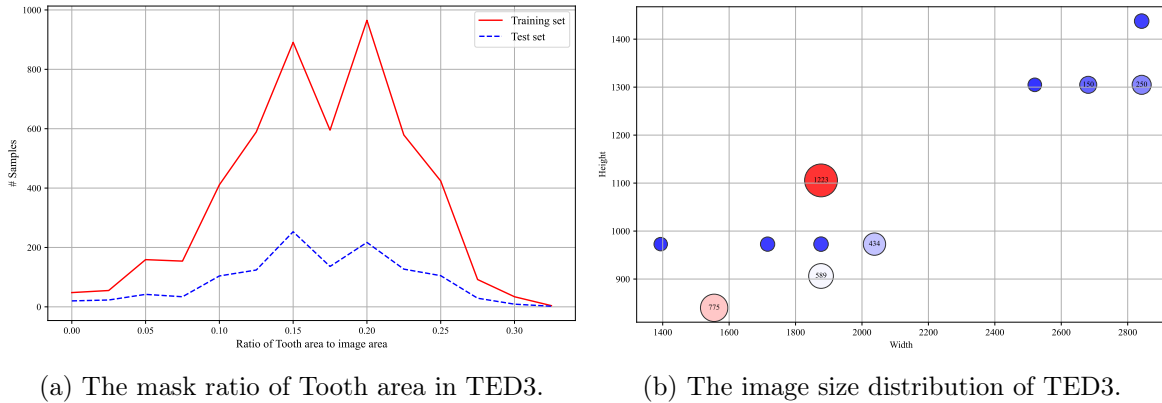 1000
800
600
400
200
0
# Samples
0.00 0.05 0.10 0.15 0.20 0.25 0.30
Ratio of Tooth area to image area
Training set
Test set
(a) The mask ratio of Tooth area in TED3.
1400
1300
1200
1100
1000
900
Height
150
250
1223
434
589
775
1400 1600 1800 2000 2200 2400 2600 2800
Width
(b) The image size distribution of TED3.